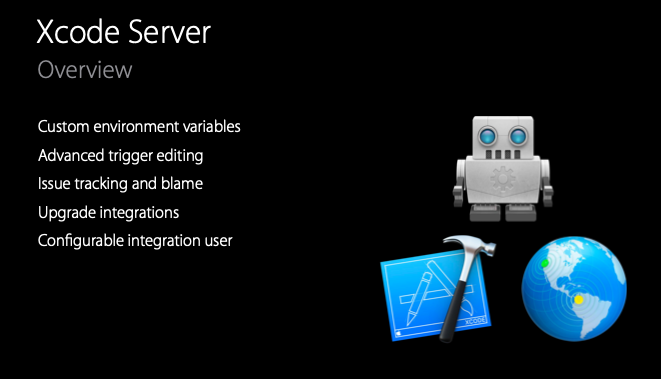 Xcode Server
Overview
Custom environment variables
Advanced trigger editing
Issue tracking and blame
Upgrade integrations
Configurable integration user
XCODE